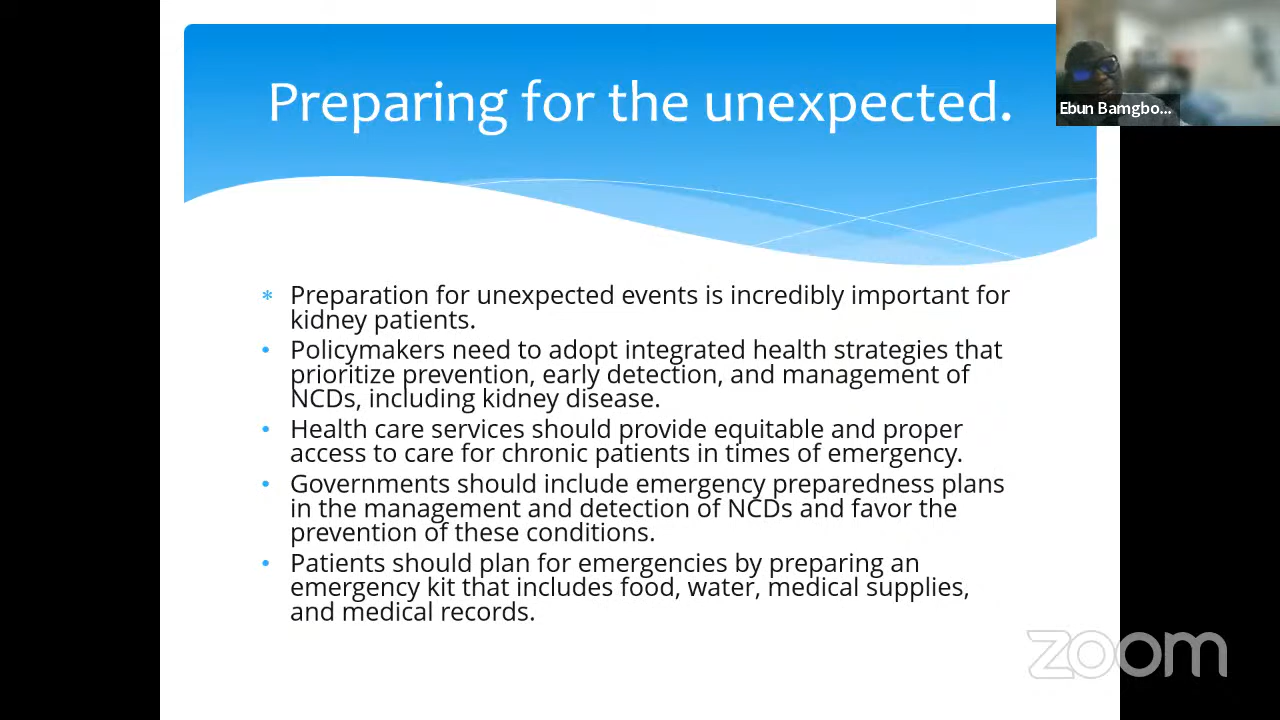 Preparing for the unexpected.
Ebun Bamgbo...
* Preparation for unexpected events is incredibly important for
kidney patients.
• Policymakers need to adopt integrated health strategies that
prioritize prevention, early detection, and management of
NCDs, including kidney disease.
• Health care services should provide equitable and proper
access to care for chronic patients in times of emergency.
• Governments should include emergency preparedness plans
in the management and detection of NCDs and favor the
prevention of these conditions.
• Patients should plan for emergencies by preparing an
emergency kit that includes food, water, medical supplies,
and medical records.
zoom